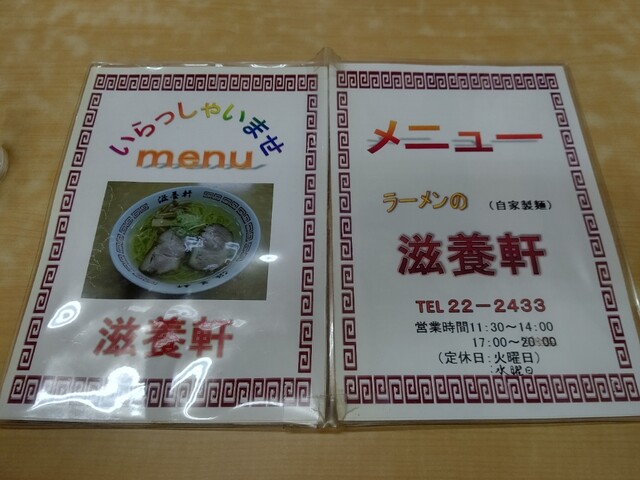 いらっしゃいませ
menu
滋養軒
滋養軒
メニュー
ラーメンの (自家製麺)
滋養軒
TEL 22-2433
営業時間11:30~14:00
17:00~20:00
(定休日:火曜日)
:水曜日